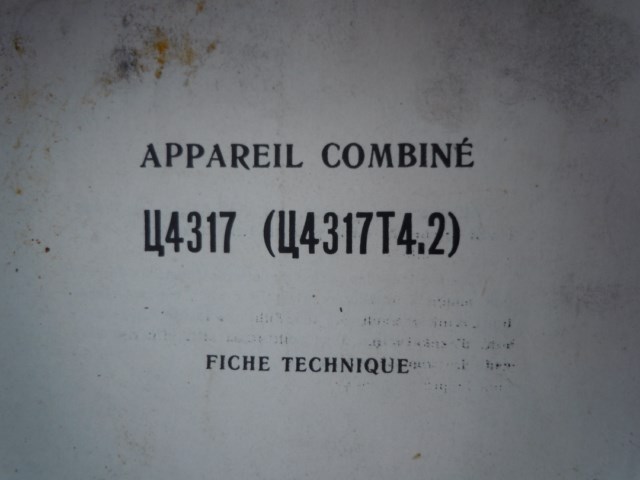 APPAREIL COMBINÉ
Ц4317 (Ц4317Т4.2)
FICHE TECHNIQUE